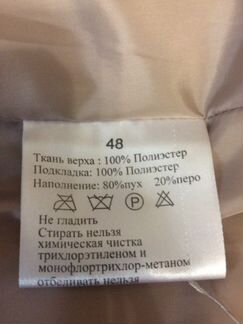 48
Ткань верха : 100% Полиэстер
Подкладка: 100% Полиэстер
Наполнение: 80%пух 20%перо
P
Не гладить
Стирать нельзя
химическая чистка
трихлорэтиленом и
монофлортрихлор-метаном
отбеливать нельзя